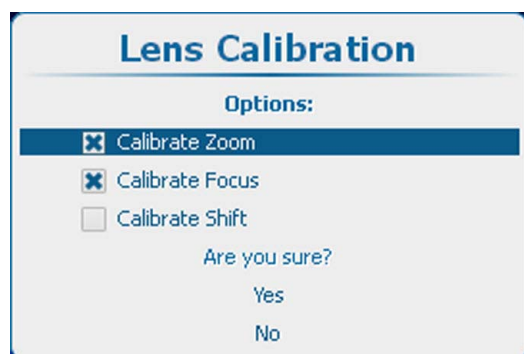 Lens Calibration
Options:
Calibrate Zoom
Calibrate Focus
Calibrate Shift
Are you sure?
Yes
No